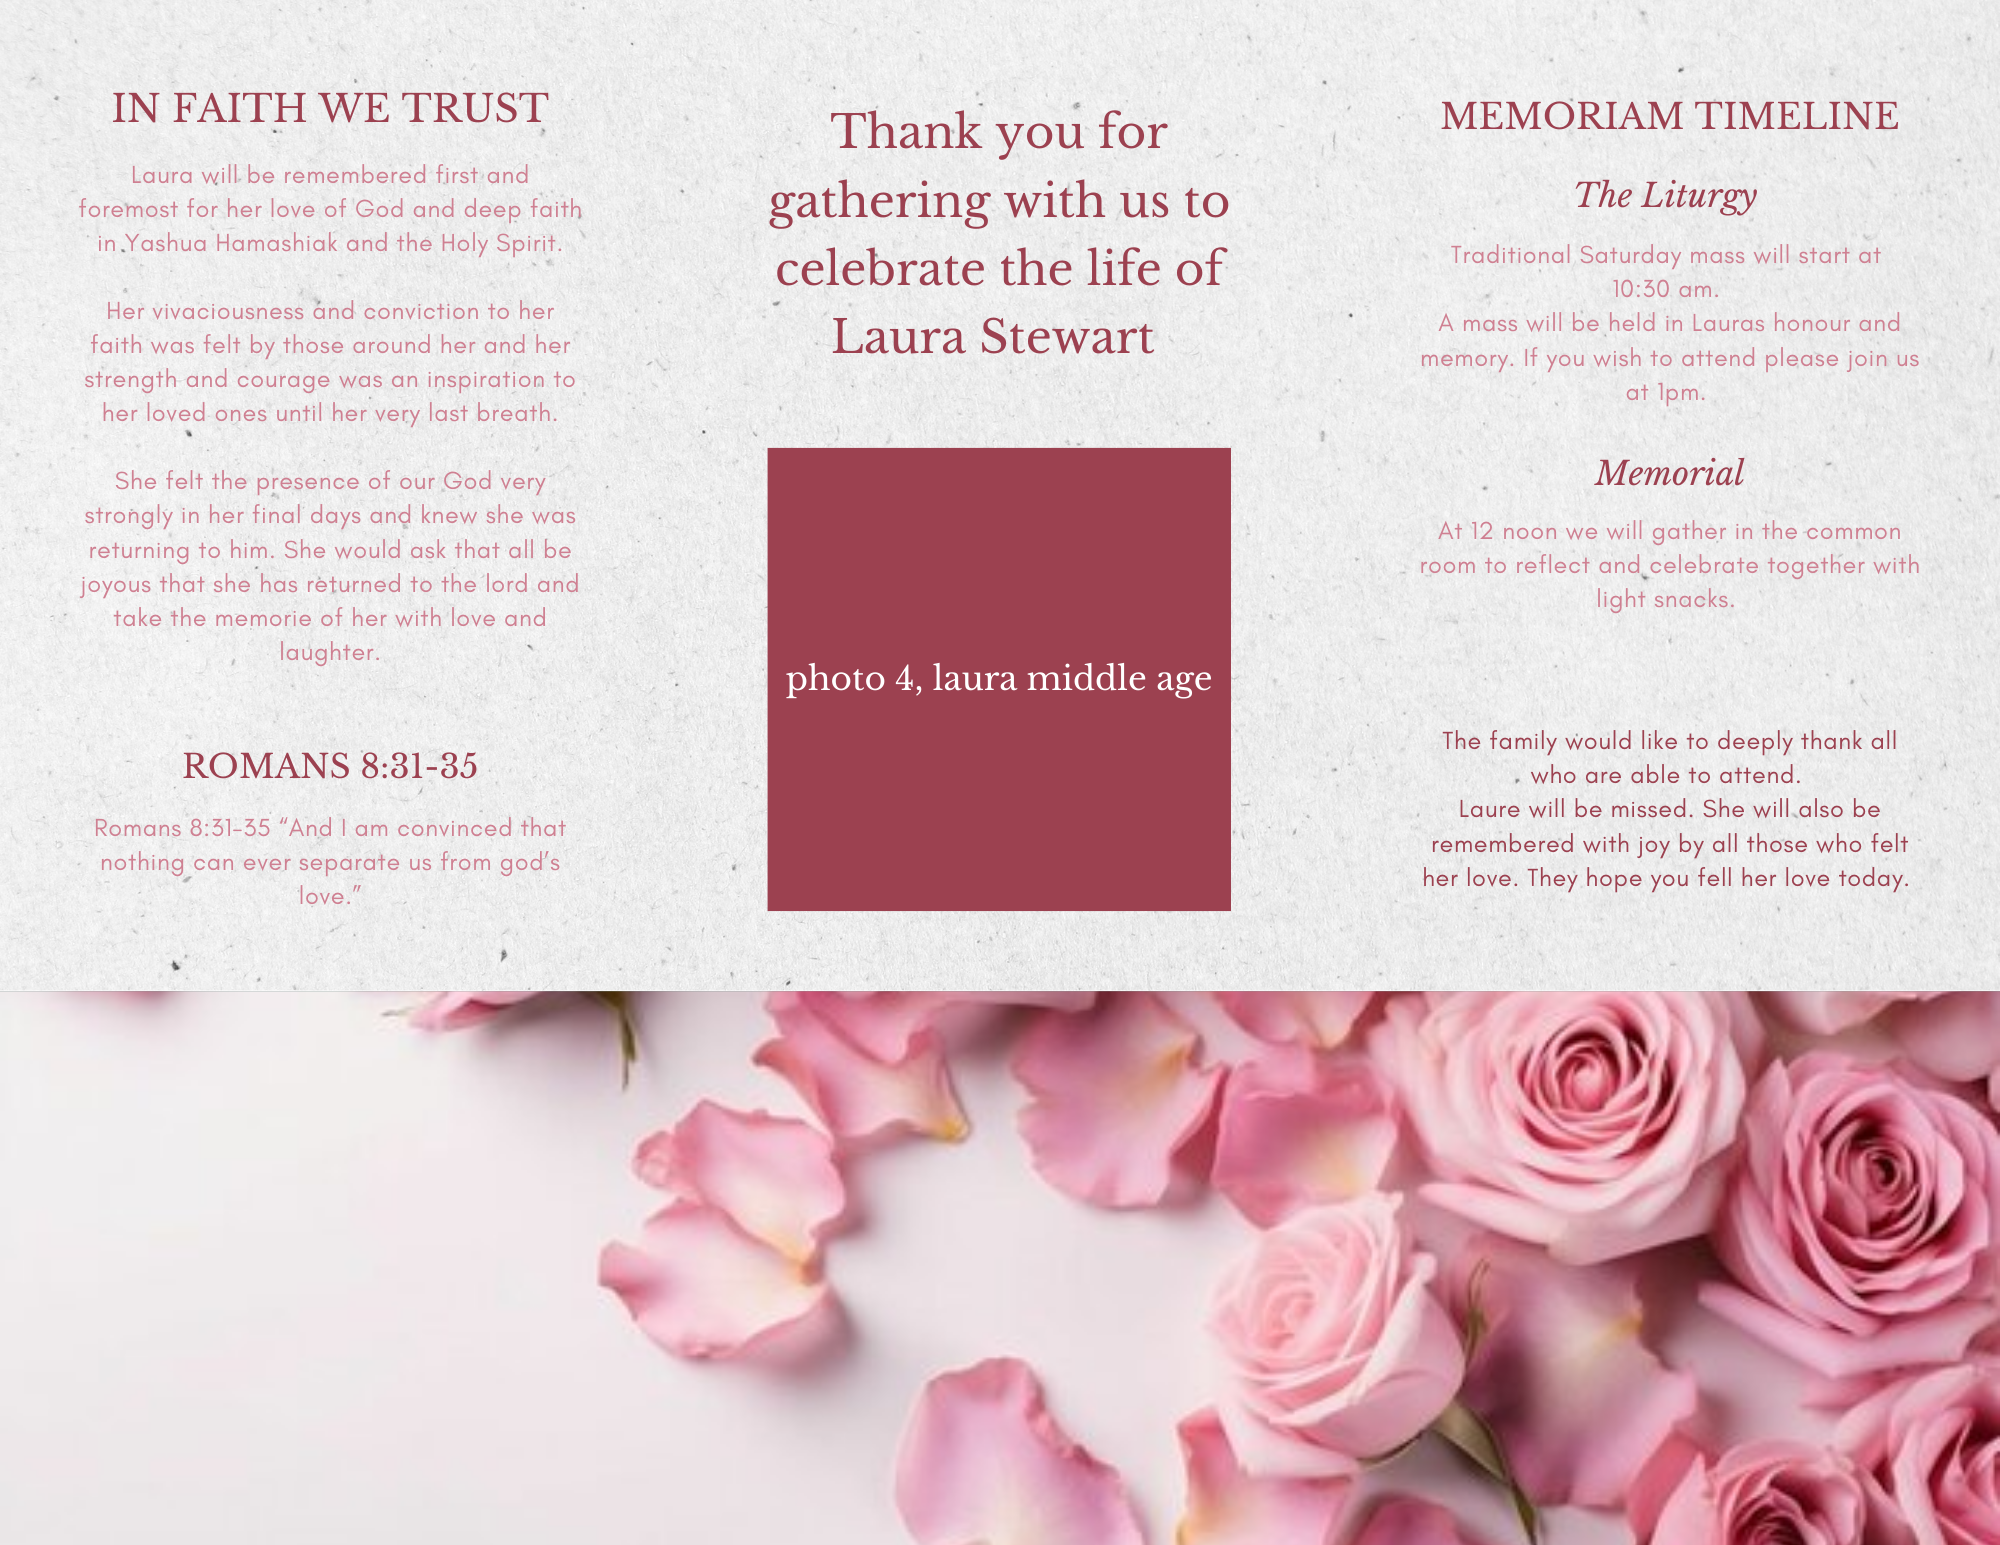 IN FAITH WE TRUST
Laura will be remembered first and
foremost for her love of God and deep faith
in Yashua Hamashiak and the Holy Spirit.
Her vivaciousness and conviction to her
faith was felt by those around her and her
strength and courage was an inspiration to
her loved ones until her very last breath.
She felt the presence of our God very
strongly in her final days and knew she was
returning to him. She would ask that all be
joyous that she has returned to the lord and
take the memorie of her with love and
laughter.
ROMANS 8:31-35
Romans 8:31-35 “And I am convinced that
nothing can ever separate us from god’s
love.”
Thank you for
gathering with us to
celebrate the life of
Laura Stewart
photo 4, laura middle age
MEMORIAM TIMELINE
The Liturgy
Traditional Saturday mass will start at
10:30 am.
A mass will be held in Lauras honour and
memory. If you wish to attend please join us
at 1pm.
Memorial
At 12 noon we will gather in the common
room to reflect and celebrate together with
light snacks.
The family would like to deeply thank all
who are able to attend.
Laure will be missed. She will also be
remembered with joy by all those who felt
her love. They hope you fell her love today.